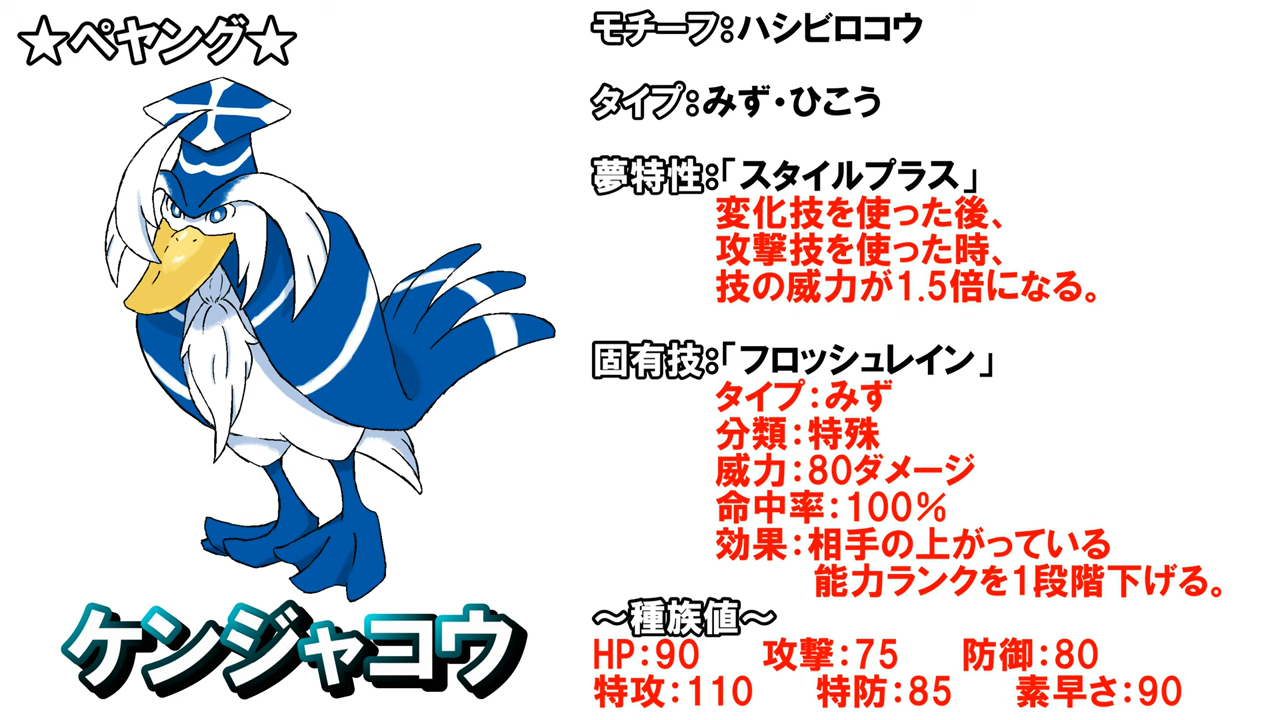 ★ペヤング★
モチーフ：ハシビロコウ
タイプ：みず・ひこう
夢特性：「スタイルプラス」
変化技を使った後、
攻撃技を使った時、
技の威力が1.5倍になる。
固有技：「フロッシュレイン」
タイプ：みず
分類：特殊
威力：80ダメージ
命中率：100%
効果：相手の上がっている
能力ランクを1段階下げる。
～種族値～
HP：90 攻撃：75 防御：80
特攻：110 特防：85 素早さ：90
ケンジャコウ